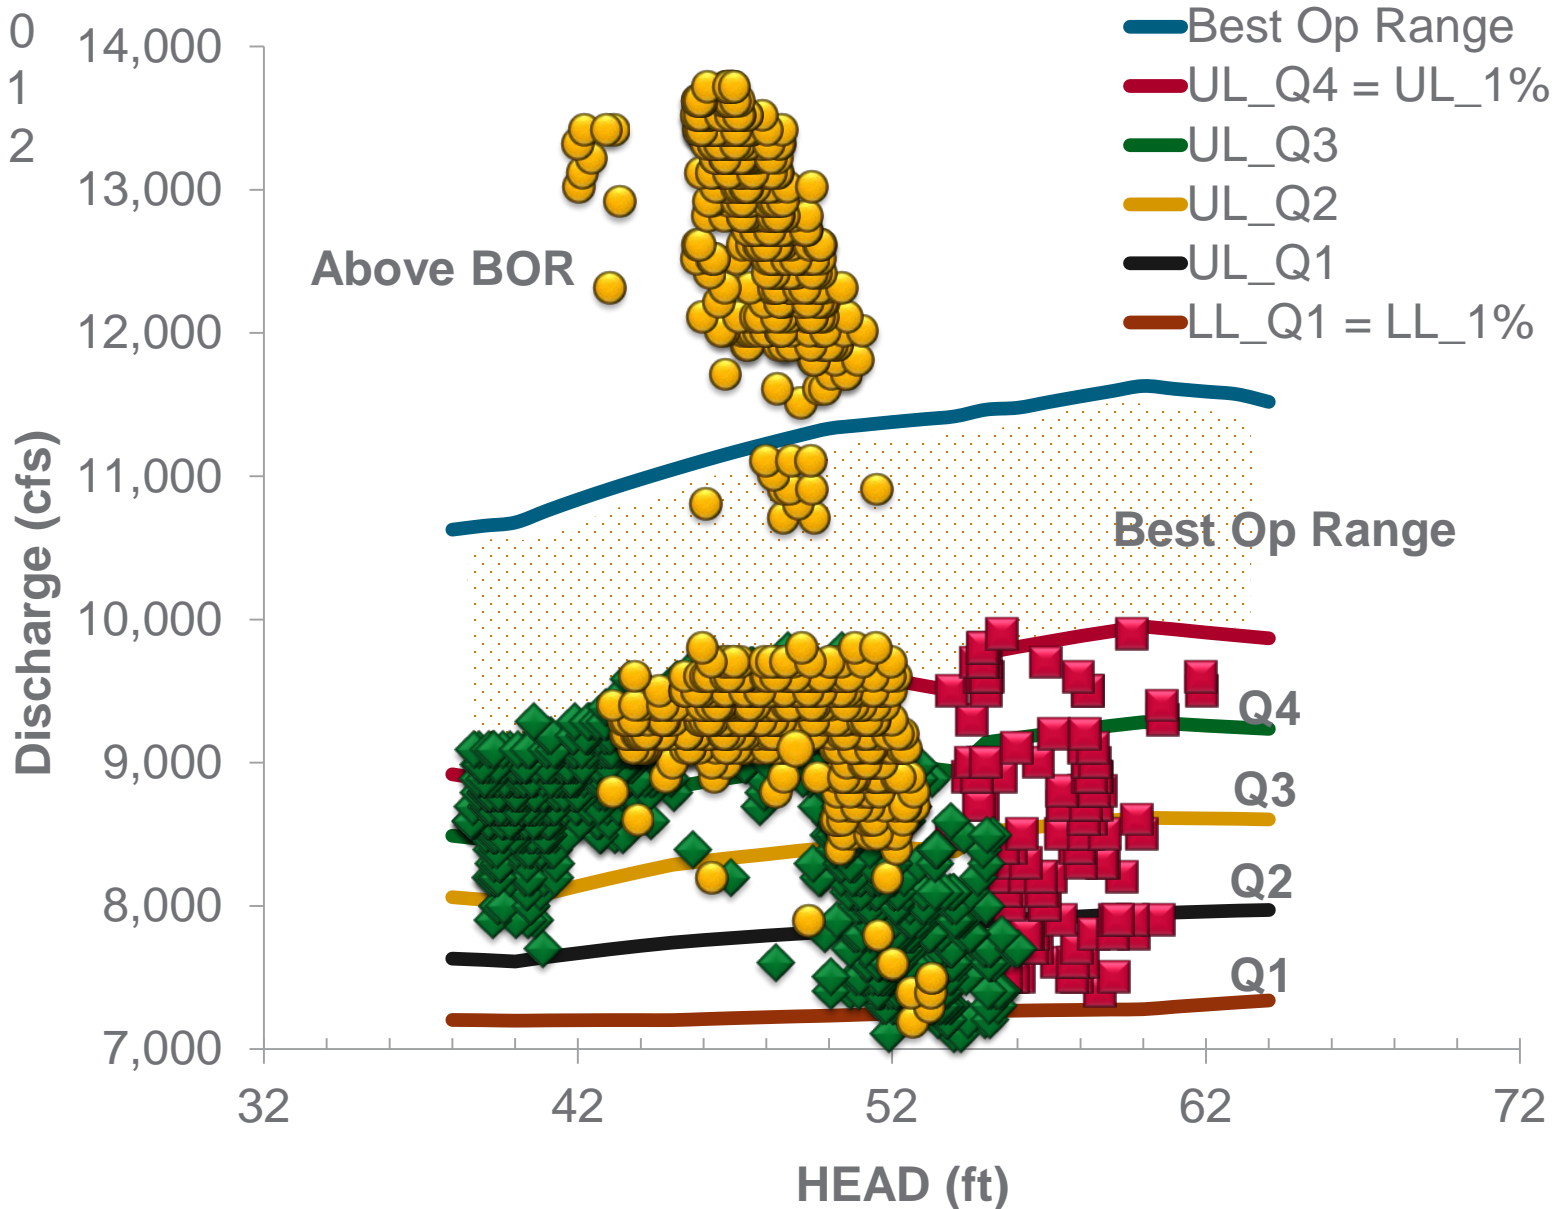 0
1
2
14,000
13,000
12,000
11,000
10,000
9,000
8,000
7,000
Discharge (cfs)
Best Op Range
UL_Q4 = UL_1%
UL_Q3
UL_Q2
UL_Q1
LL_Q1 = LL_1%
Above BOR
Best Op Range
Q4
Q3
Q2
Q1
32 42 52 62 72
HEAD (ft)